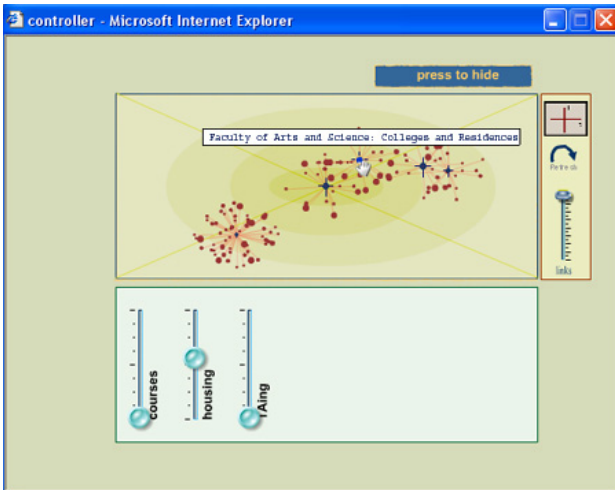 controller - Microsoft Internet Explorer
press to hide
Faculty of Arts and Science: Colleges and Residences
Refresh
links
courses
housing
TAing